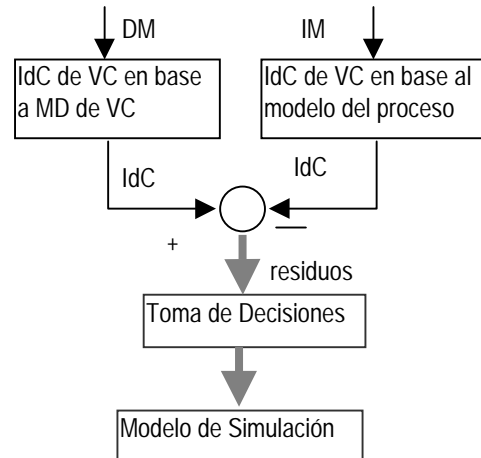 DM
IM
IdC de VC en base
a MD de VC
IdC de VC en base al
modelo del proceso
IdC
IdC
+
—
residuos
Toma de Decisiones
Modelo de Simulación